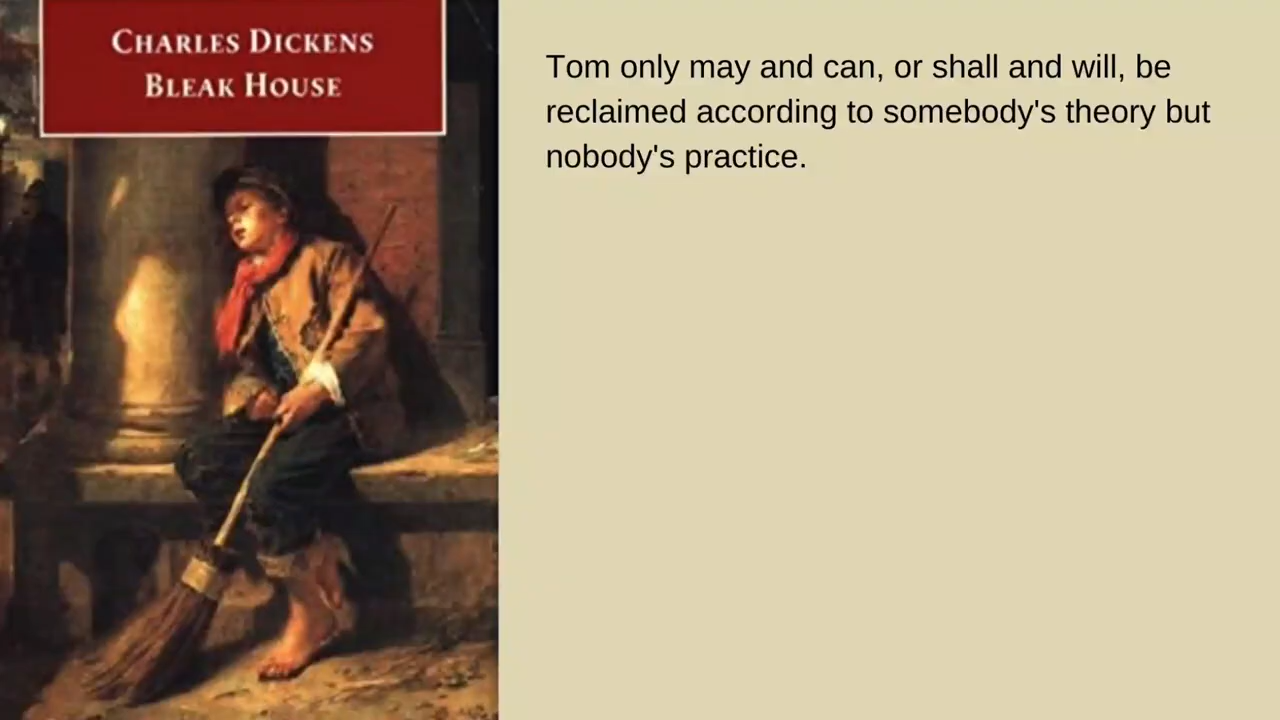 CHARLES DICKENS
BLEAK HOUSE
Tom only may and can, or shall and will, be
reclaimed according to somebody's theory but
nobody's practice.